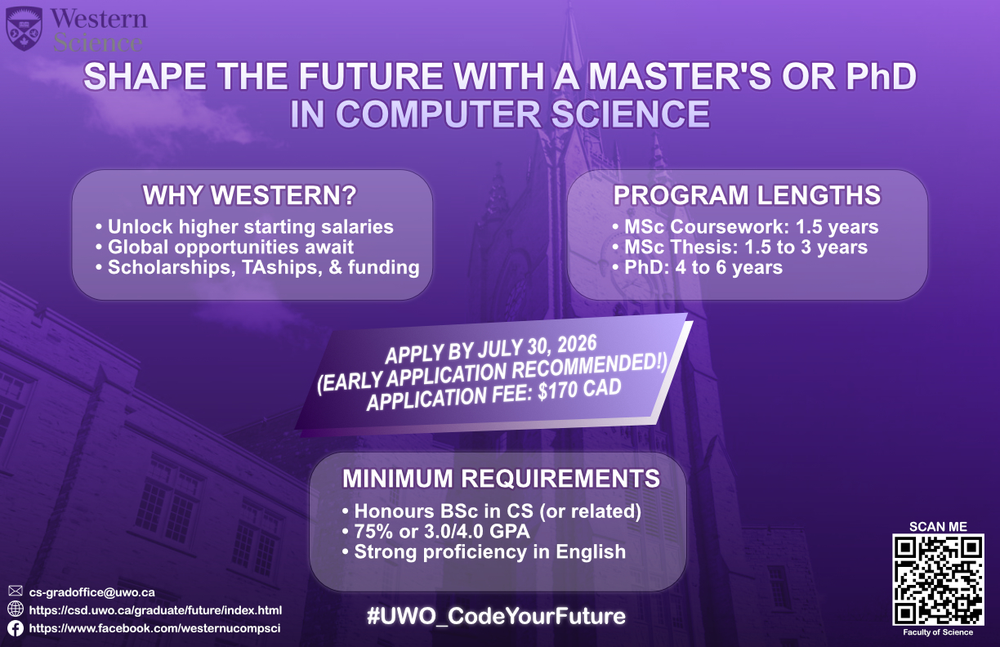 Western
Science
SHAPE THE FUTURE WITH A MASTER'S OR PhD
IN COMPUTER SCIENCE
WHY WESTERN?
• Unlock higher starting salaries
• Global opportunities await
• Scholarships, TAships, & funding
PROGRAM LENGTHS
• MSc Coursework: 1.5 years
• MSc Thesis: 1.5 to 3 years
• PhD: 4 to 6 years
APPLY BY JULY 30, 2026
(EARLY APPLICATION RECOMMENDED!)
APPLICATION FEE: $170 CAD
MINIMUM REQUIREMENTS
• Honours BSc in CS (or related)
• 75% or 3.0/4.0 GPA
• Strong proficiency in English
cs-gradoffice@uwo.ca
https://csd.uwo.ca/graduate/future/index.html
https://www.facebook.com/westernucompsci
#UWO_CodeYourFuture
SCAN ME
Faculty of Science